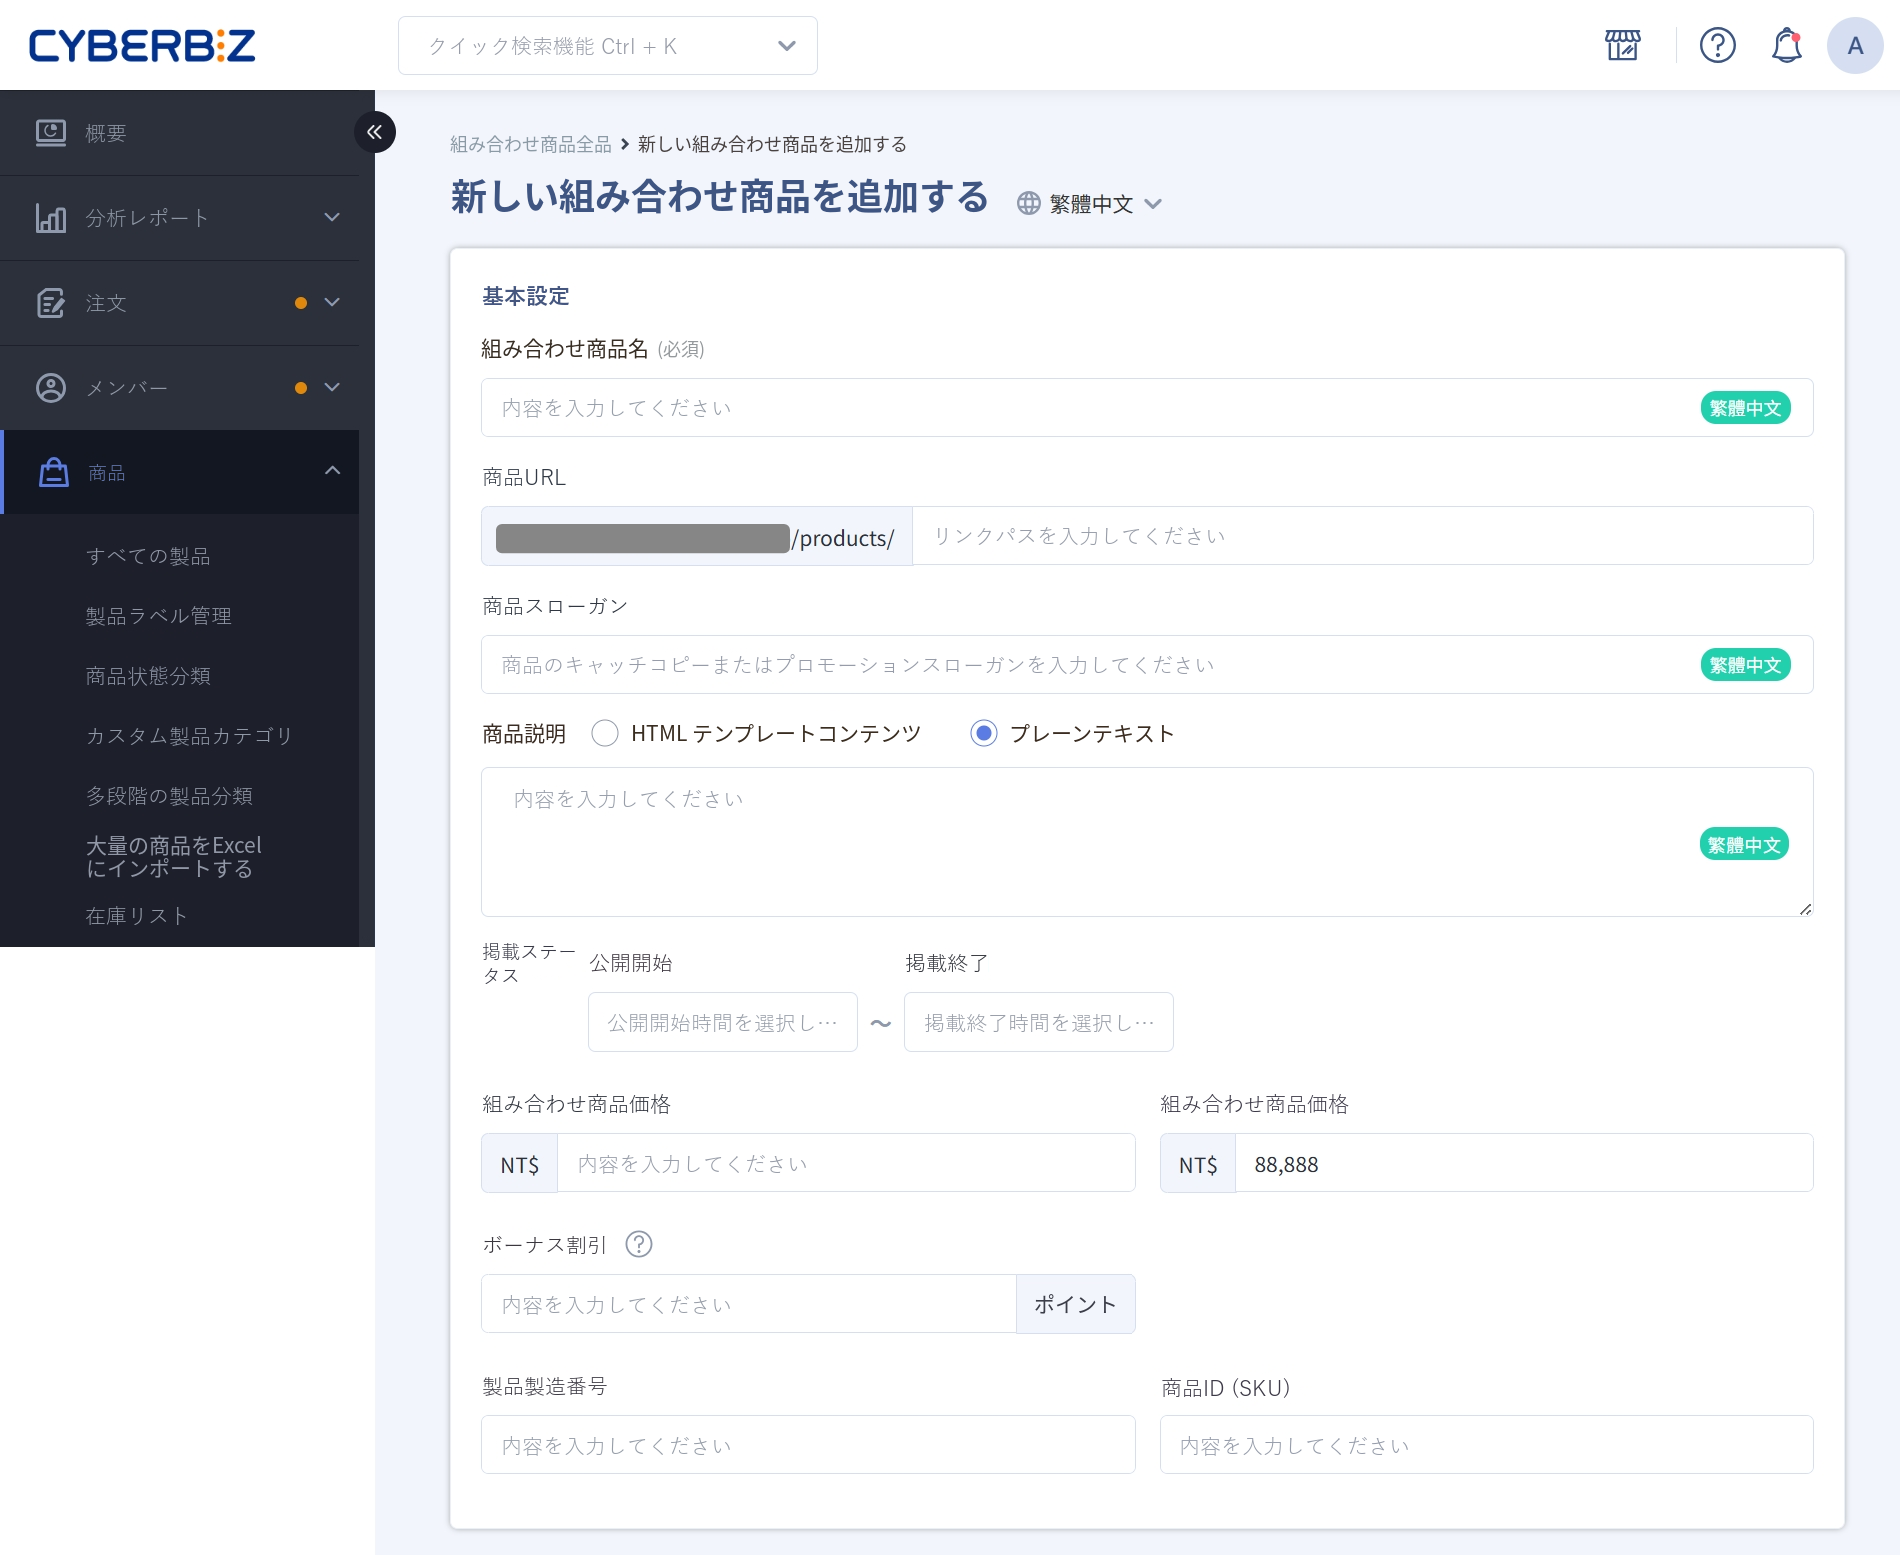 CYBERBIZ
クイック検索機能 Ctrl + K
A
概要
分析レポート
注文
メンバー
商品
すべての製品
製品ラベル管理
商品状態分類
カスタム製品カテゴリ
多段階の製品分類
大量の商品をExcel
にインポートする
在庫リスト
組み合わせ商品全品 › 新しい組み合わせ商品を追加する
新しい組み合わせ商品を追加する 繁體中文
基本設定
組み合わせ商品名 (必須)
内容を入力してください 繁體中文
商品URL
/products/ リンクパスを入力してください
商品スローガン
商品のキャッチコピーまたはプロモーションスローガンを入力してください 繁體中文
商品説明 HTML テンプレートコンテンツ プレーンテキスト
内容を入力してください
繁體中文
掲載ステー
タス
公開開始 掲載終了
公開開始時間を選択し… ～ 掲載終了時間を選択し…
組み合わせ商品価格 組み合わせ商品価格
NT$ 内容を入力してください NT$ 88,888
ボーナス割引 ?
内容を入力してください ポイント
製品製造番号 商品ID (SKU)
内容を入力してください 内容を入力してください